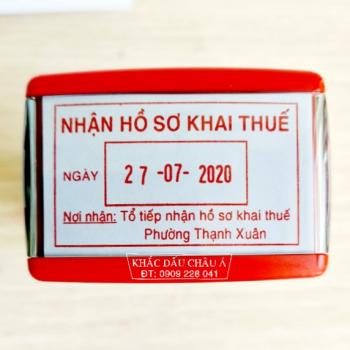 NHẬN HỒ SƠ KHAI THUẾ
NGÀY 27 -07- 2020
Nơi nhận: Tổ tiếp nhận hồ sơ khai thuế
Phường Thạnh Xuân
KHẮC DẤU CHÂU Á
ĐT: 0909 228 041